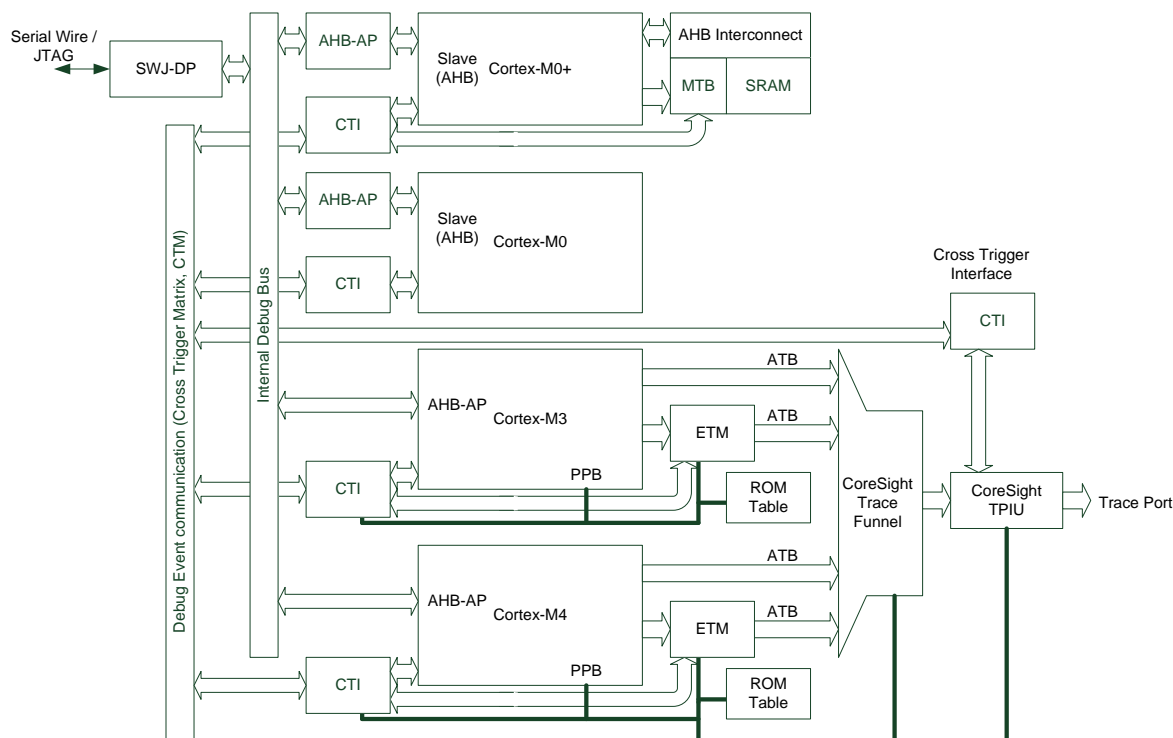 Serial Wire /
JTAG
SWJ-DP
AHB-AP
Slave
(AHB)
Cortex-M0+
AHB Interconnect
MTB
SRAM
CTI
AHB-AP
Slave
(AHB)
Cortex-M0
CTI
Cross Trigger
Interface
CTI
Debug Event communication (Cross Trigger Matrix, CTM)
Internal Debug Bus
AHB-AP
Cortex-M3
ATB
ETM
ATB
PPB
CTI
ROM
Table
CoreSight
Trace
Funnel
CoreSight
TPIU
Trace Port
AHB-AP
Cortex-M4
ATB
ETM
ATB
PPB
CTI
ROM
Table